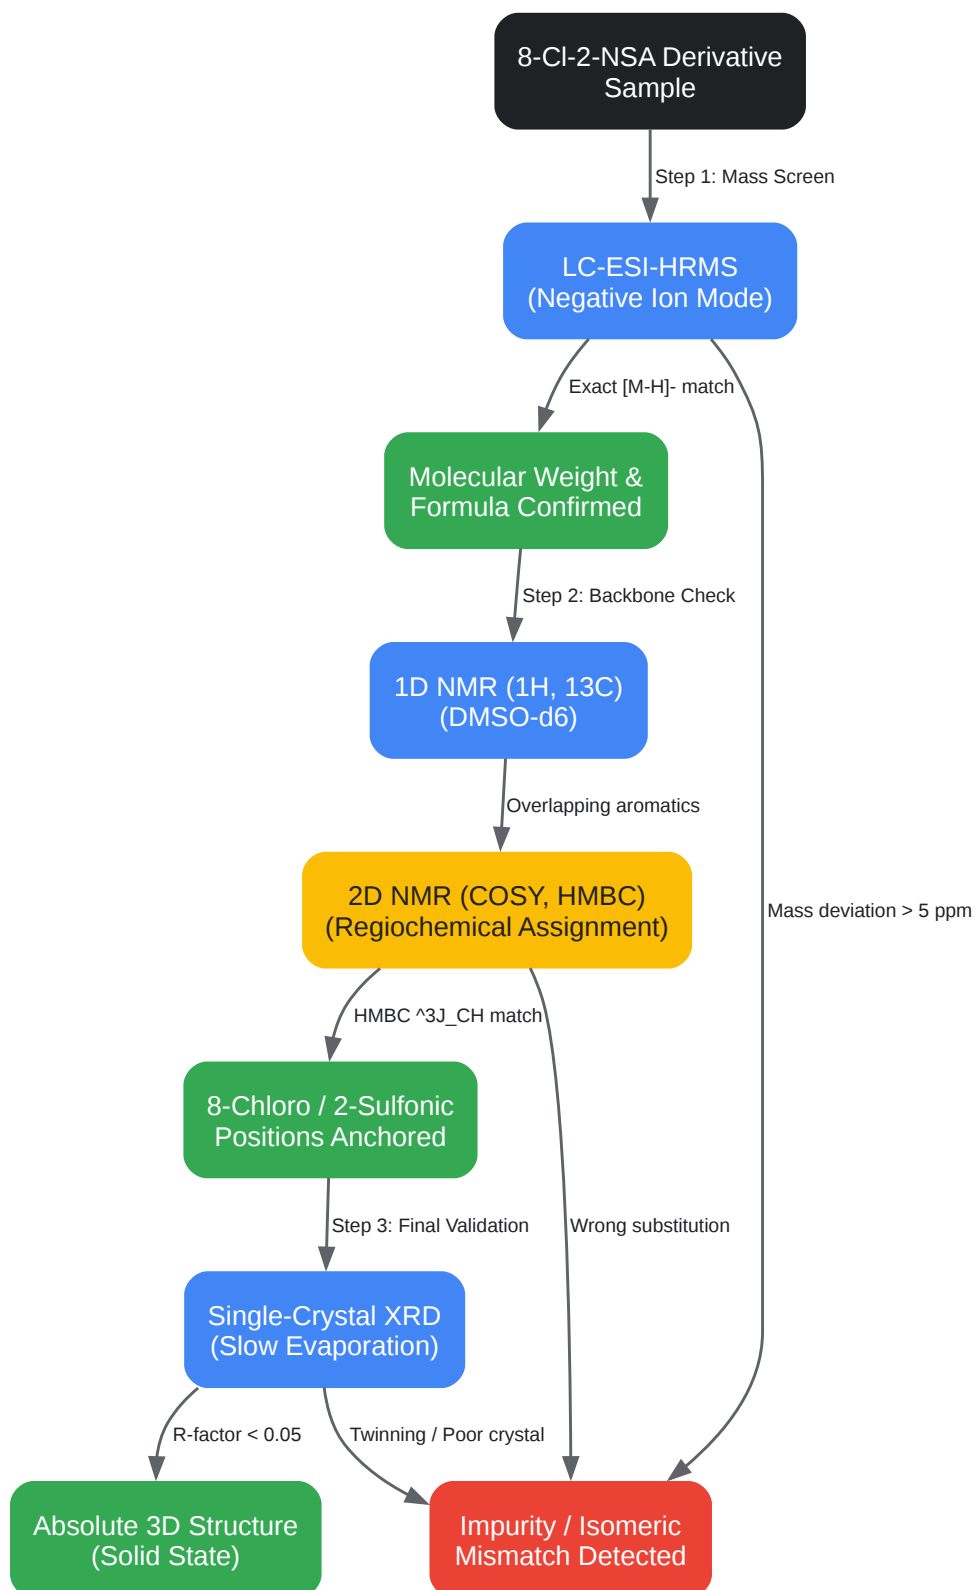 8-Cl-2-NSA Derivative
Sample
Step 1: Mass Screen
LC-ESI-HRMS
(Negative Ion Mode)
Exact [M-H]- match
Molecular Weight &
Formula Confirmed
Step 2: Backbone Check
1D NMR (1H, 13C)
(DMSO-d6)
Overlapping aromatics
2D NMR (COSY, HMBC)
(Regiochemical Assignment)
Mass deviation > 5 ppm
HMBC ^3J_CH match
8-Chloro / 2-Sulfonic
Positions Anchored
Step 3: Final Validation
Wrong substitution
Single-Crystal XRD
(Slow Evaporation)
R-factor < 0.05
Twinning / Poor crystal
Absolute 3D Structure
(Solid State)
Impurity / Isomeric
Mismatch Detected